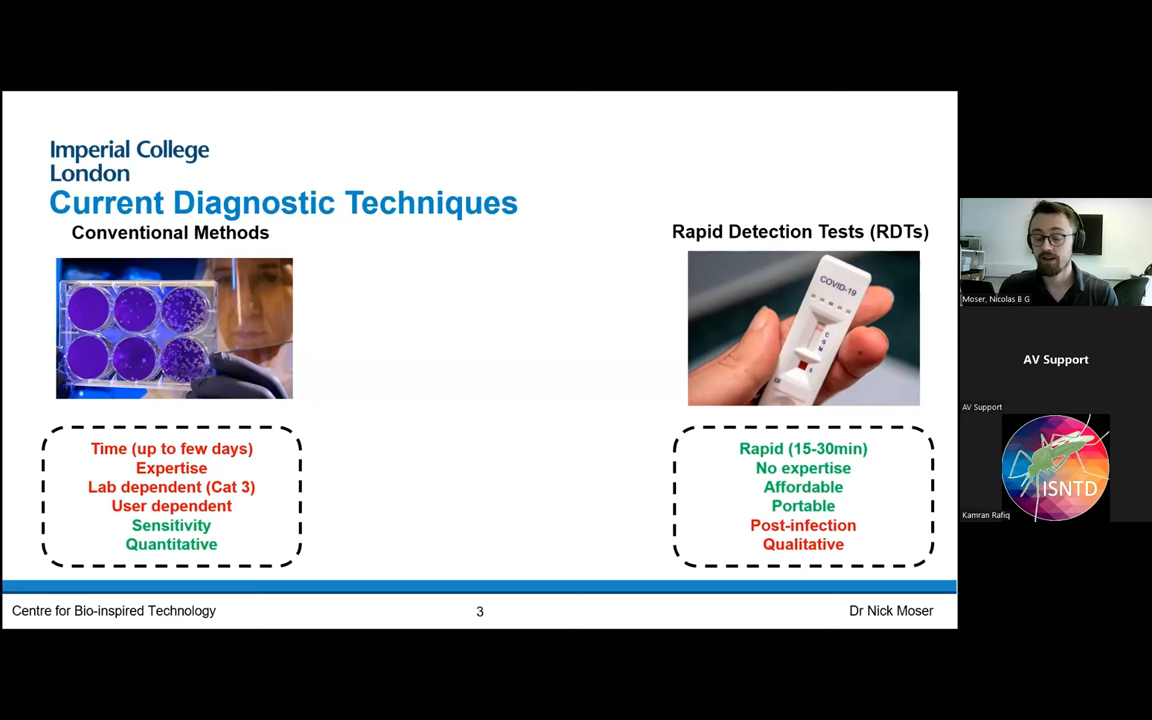 Imperial College
London
Current Diagnostic Techniques
Conventional Methods
Rapid Detection Tests (RDTs)
COVID-19
C
G
M
S
Time (up to few days)
Expertise
Lab dependent (Cat 3)
User dependent
Sensitivity
Quantitative
Rapid (15-30min)
No expertise
Affordable
Portable
Post-infection
Qualitative
Centre for Bio-inspired Technology
3
Dr Nick Moser
Moser, Nicolas B G
AV Support
AV Support
ISNTD
Kamran Rafiq